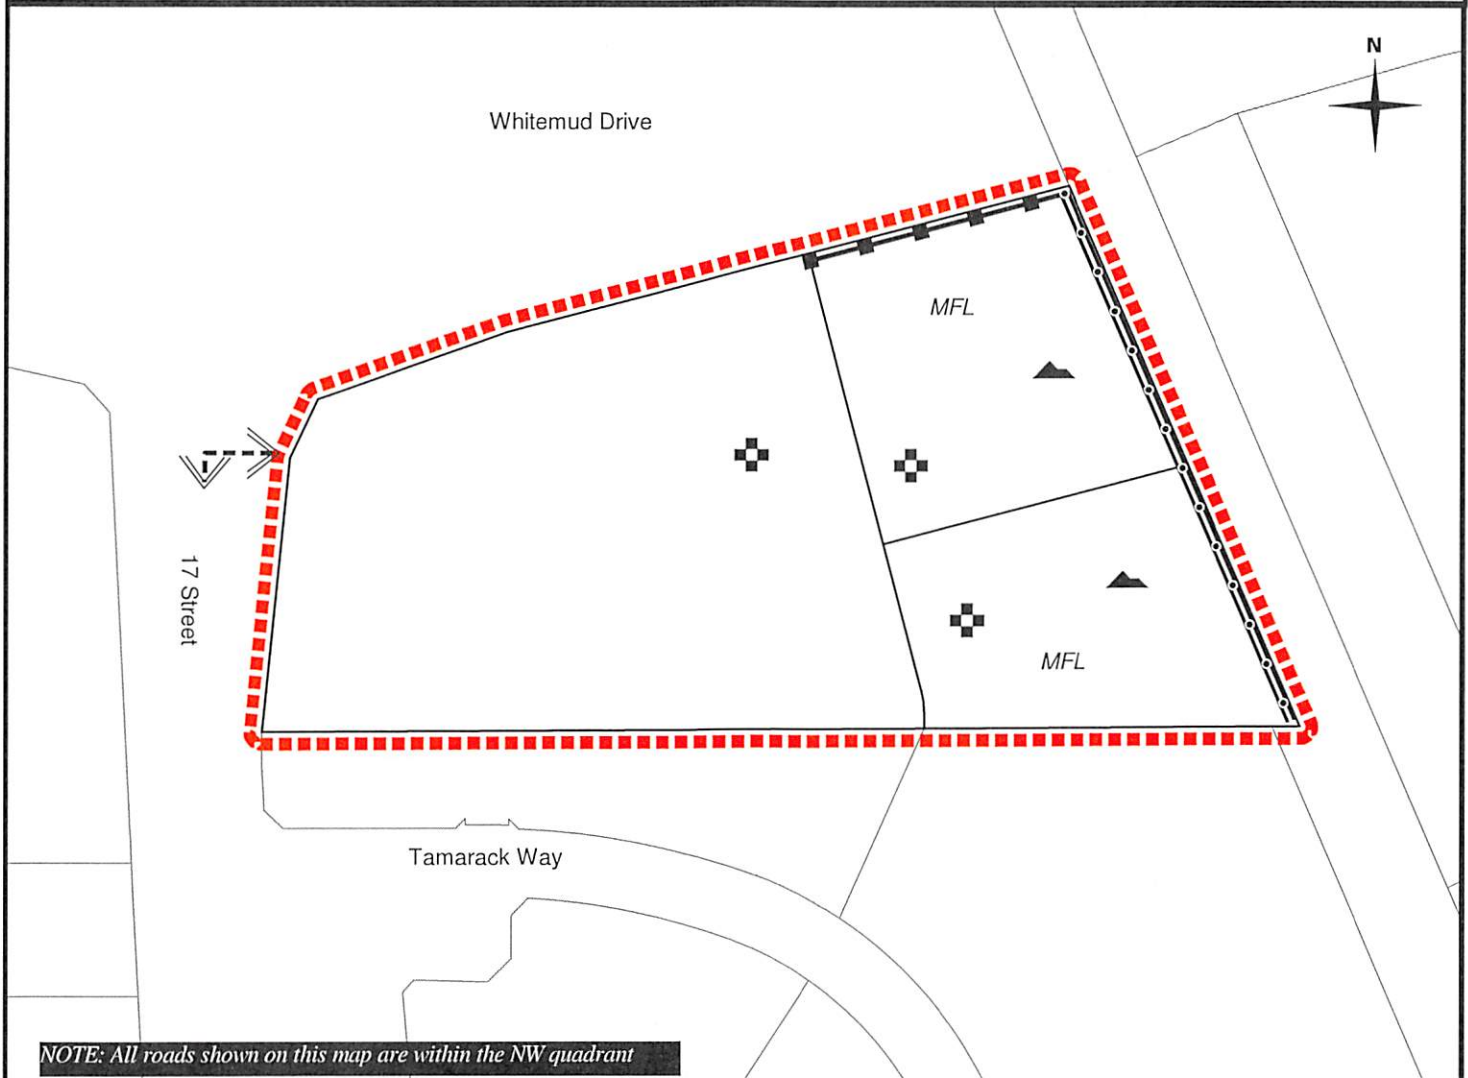 N
Whitemud Drive
MFL
17 Street
MFL
Tamarack Way
NOTE: All roads shown on this map are within the NW quadrant